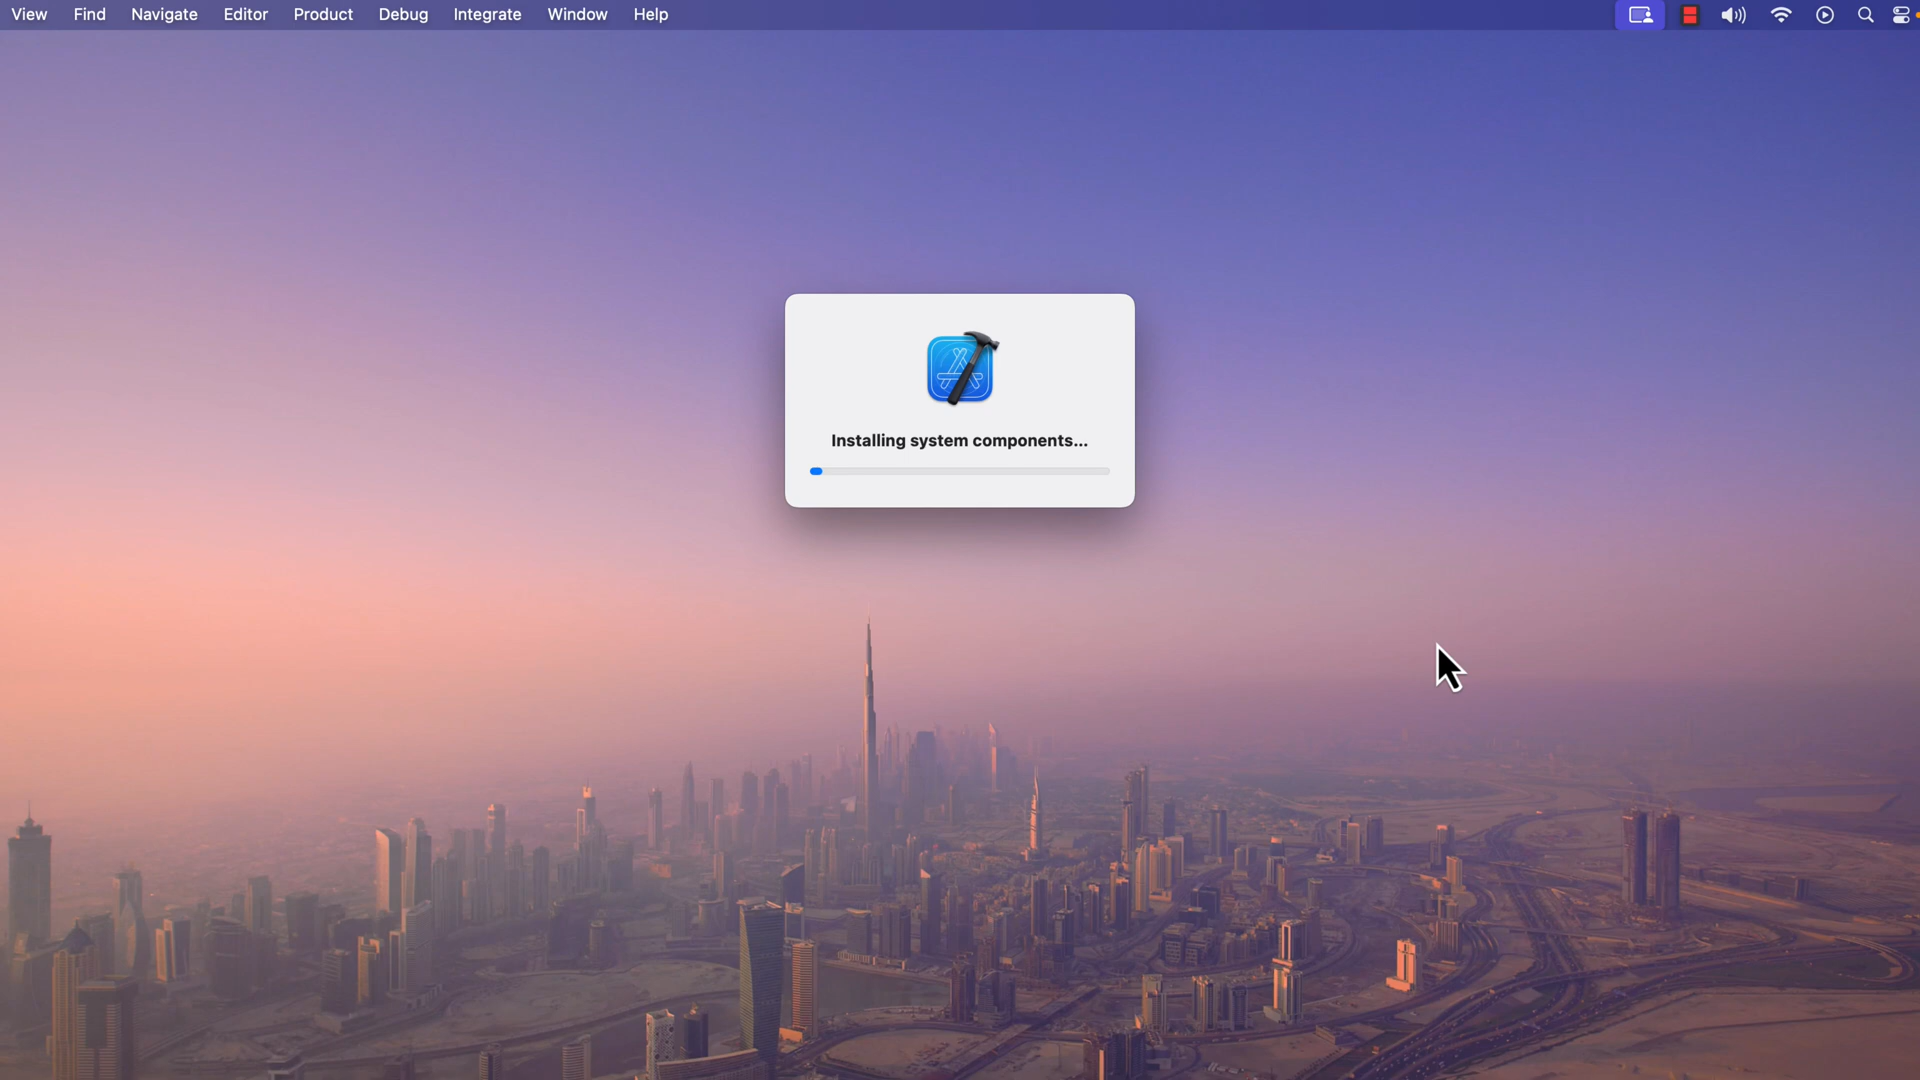 View Find Navigate Editor Product Debug Integrate Window Help
Installing system components...